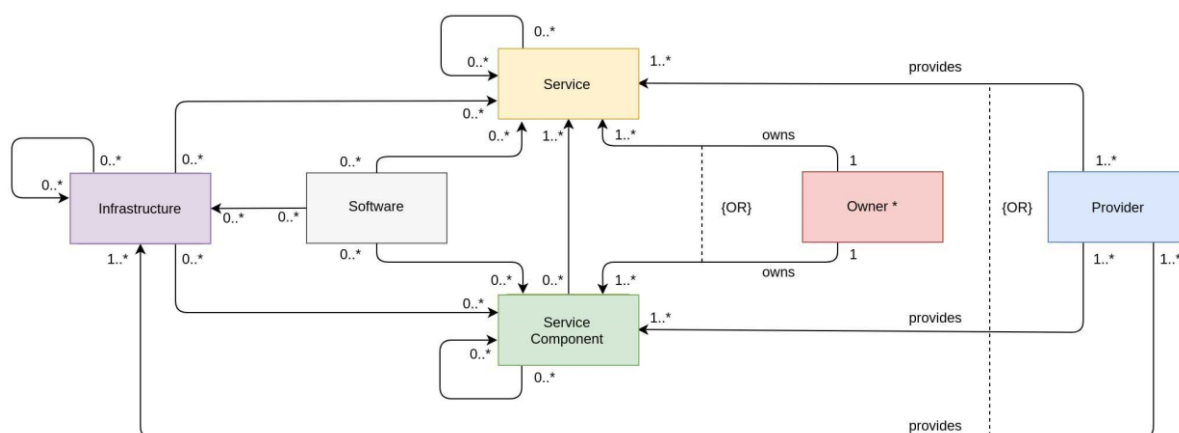 0..*
0..*
1..*
provides
Service
0..*
0..*
1..*
1..*
owns
0..*
0..*
0..*
1
1..*
0..*
Infrastructure
Software
{OR}
Owner *
{OR}
Provider
0..*
0..*
1..*
0..*
0..*
1
1..*
1..*
owns
0..*
0..*
1..*
0..*
1..*
provides
Service
Component
0..*
0..*
provides